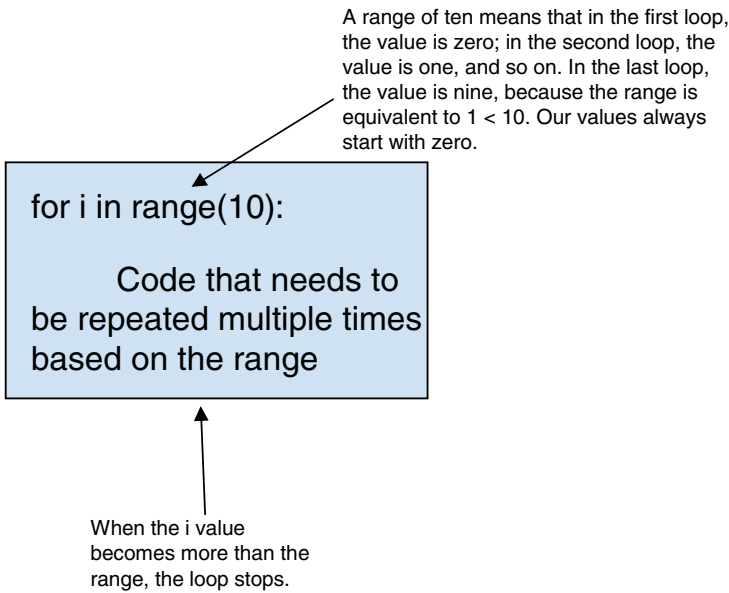 A range of ten means that in the first loop,
the value is zero; in the second loop, the
value is one, and so on. In the last loop,
the value is nine, because the range is
equivalent to 1 < 10. Our values always
start with zero.
for i in range(10):
Code that needs to
be repeated multiple times
based on the range
When the i value
becomes more than the
range, the loop stops.